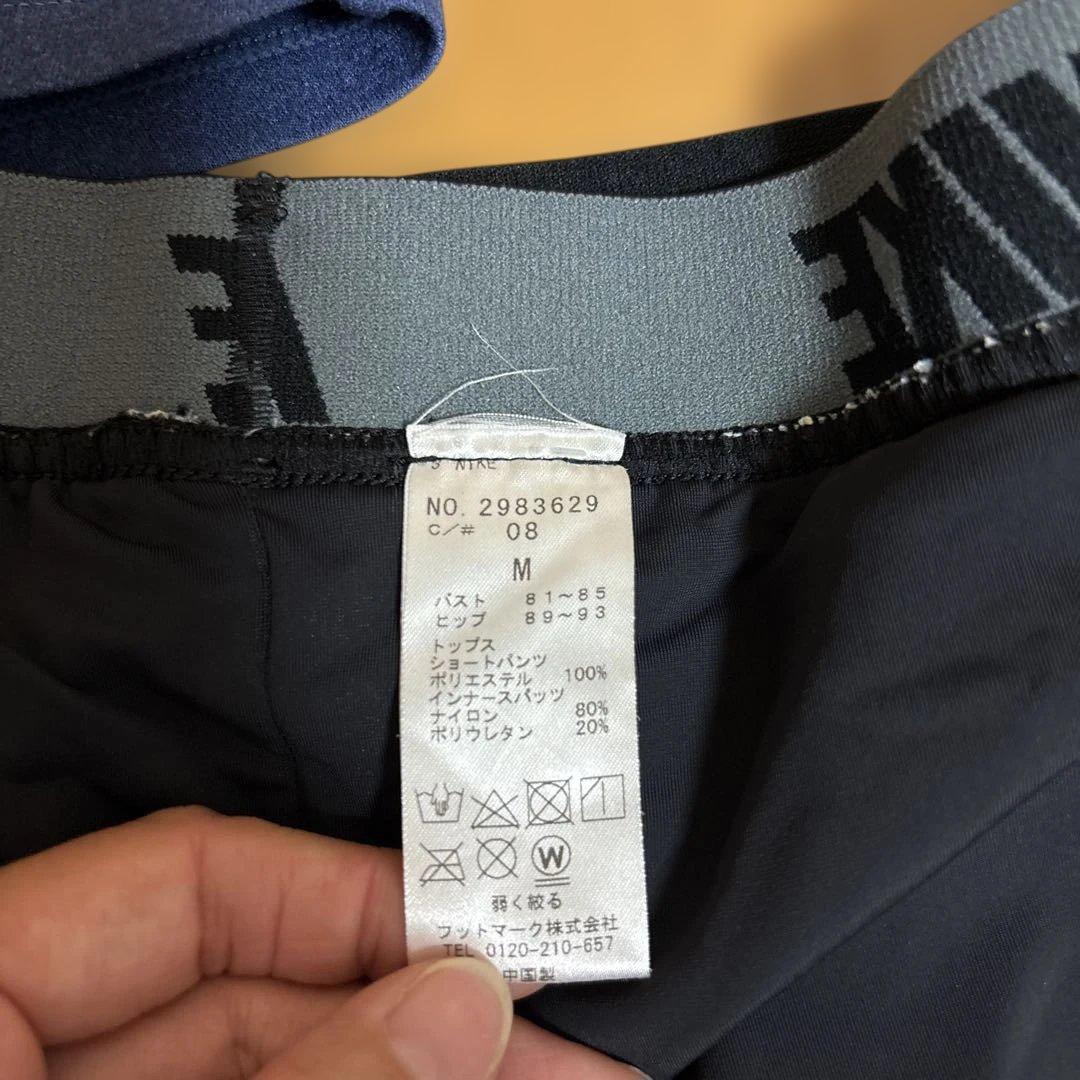 KE
S NIKE
NO. 2983629
C/# 08
M
バスト 81~85
ヒップ 89~93
トップス
ショートパンツ
ポリエステル 100%
インナースパッツ
ナイロン 80%
ポリウレタン 20%
W
弱く絞る
フットマーク株式会社
TEL 0120-210-657
中国製